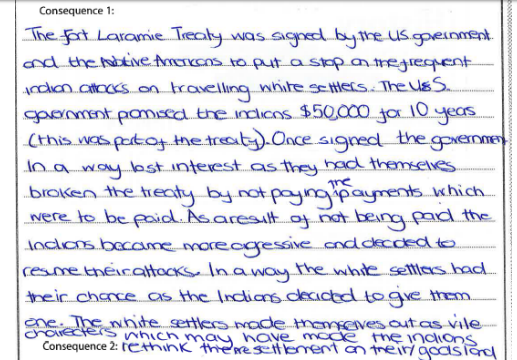 Consequence 1:
The Fort Laramie Treaty was signed by the US government
and the Native Americans to put a stop on the frequent
indian attacks on travelling white settlers. The U.S.
government promised the indians $50,000 for 10 years
(this was part of the treaty). Once signed the government
In a way lost interest as they had themselves
broken the treaty by not paying the payments which
were to be paid. As a result of not being paid the
Indians became more agressive and decided to
resume their attacks. In a way the white settlers had
their chance as the Indians decided to give them
one. The white settlers made themselves out as vile
characters which may have made the indians
Consequence 2: rethink settlement on their goods land